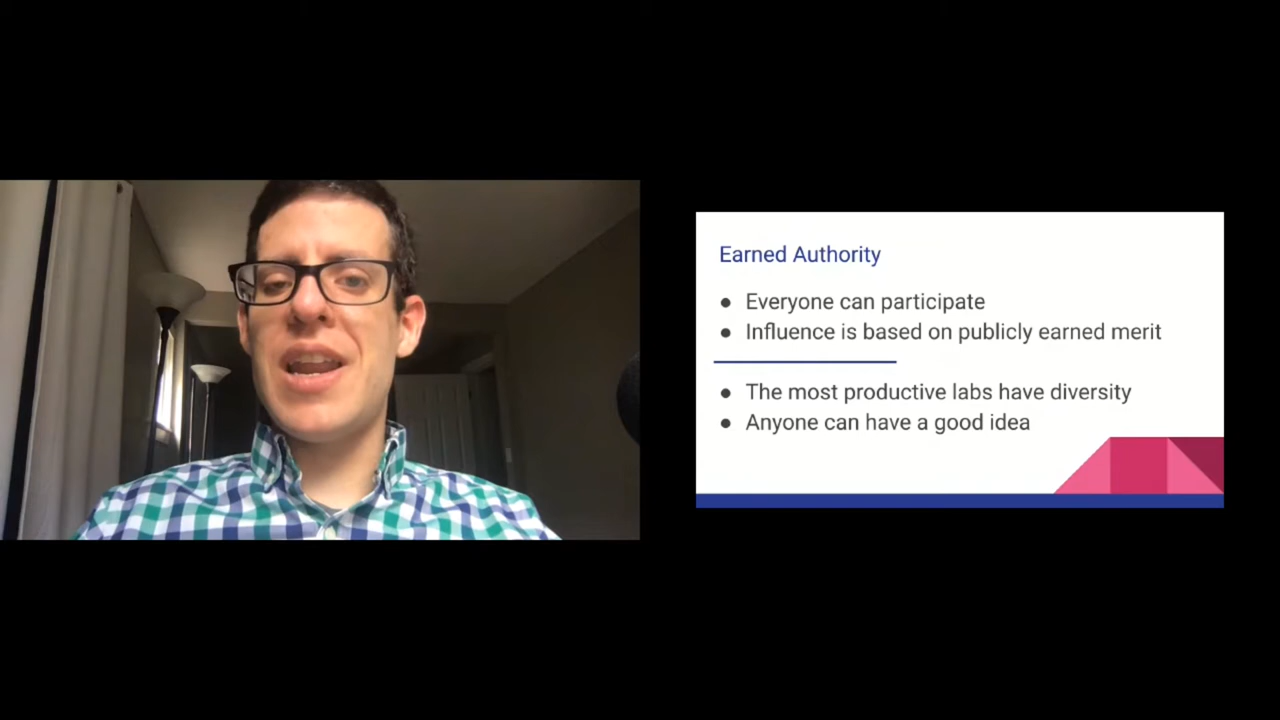 Earned Authority
● Everyone can participate
● Influence is based on publicly earned merit
● The most productive labs have diversity
● Anyone can have a good idea